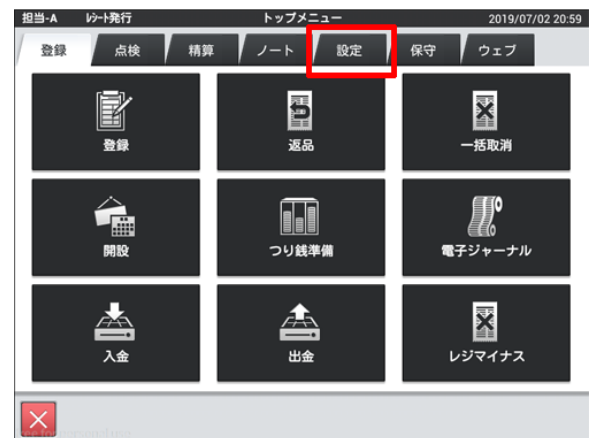 担当-A レシート発行 トップメニュー 2019/07/02 20:59
登録 点検 精算 ノート 設定 保守 ウェブ
登録 返品 一括取消
開設 つり銭準備 電子ジャーナル
入金 出金 レジマイナス